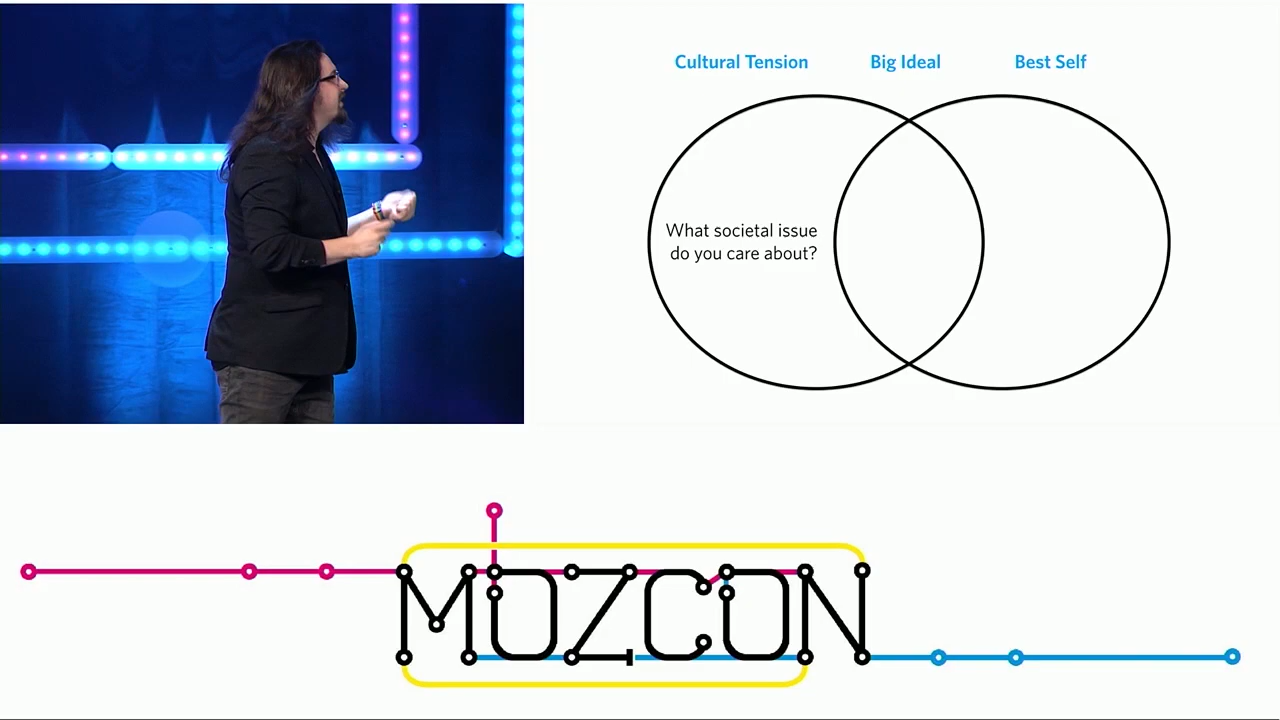 Cultural Tension Big Ideal Best Self
What societal issue
do you care about?
MOZCON